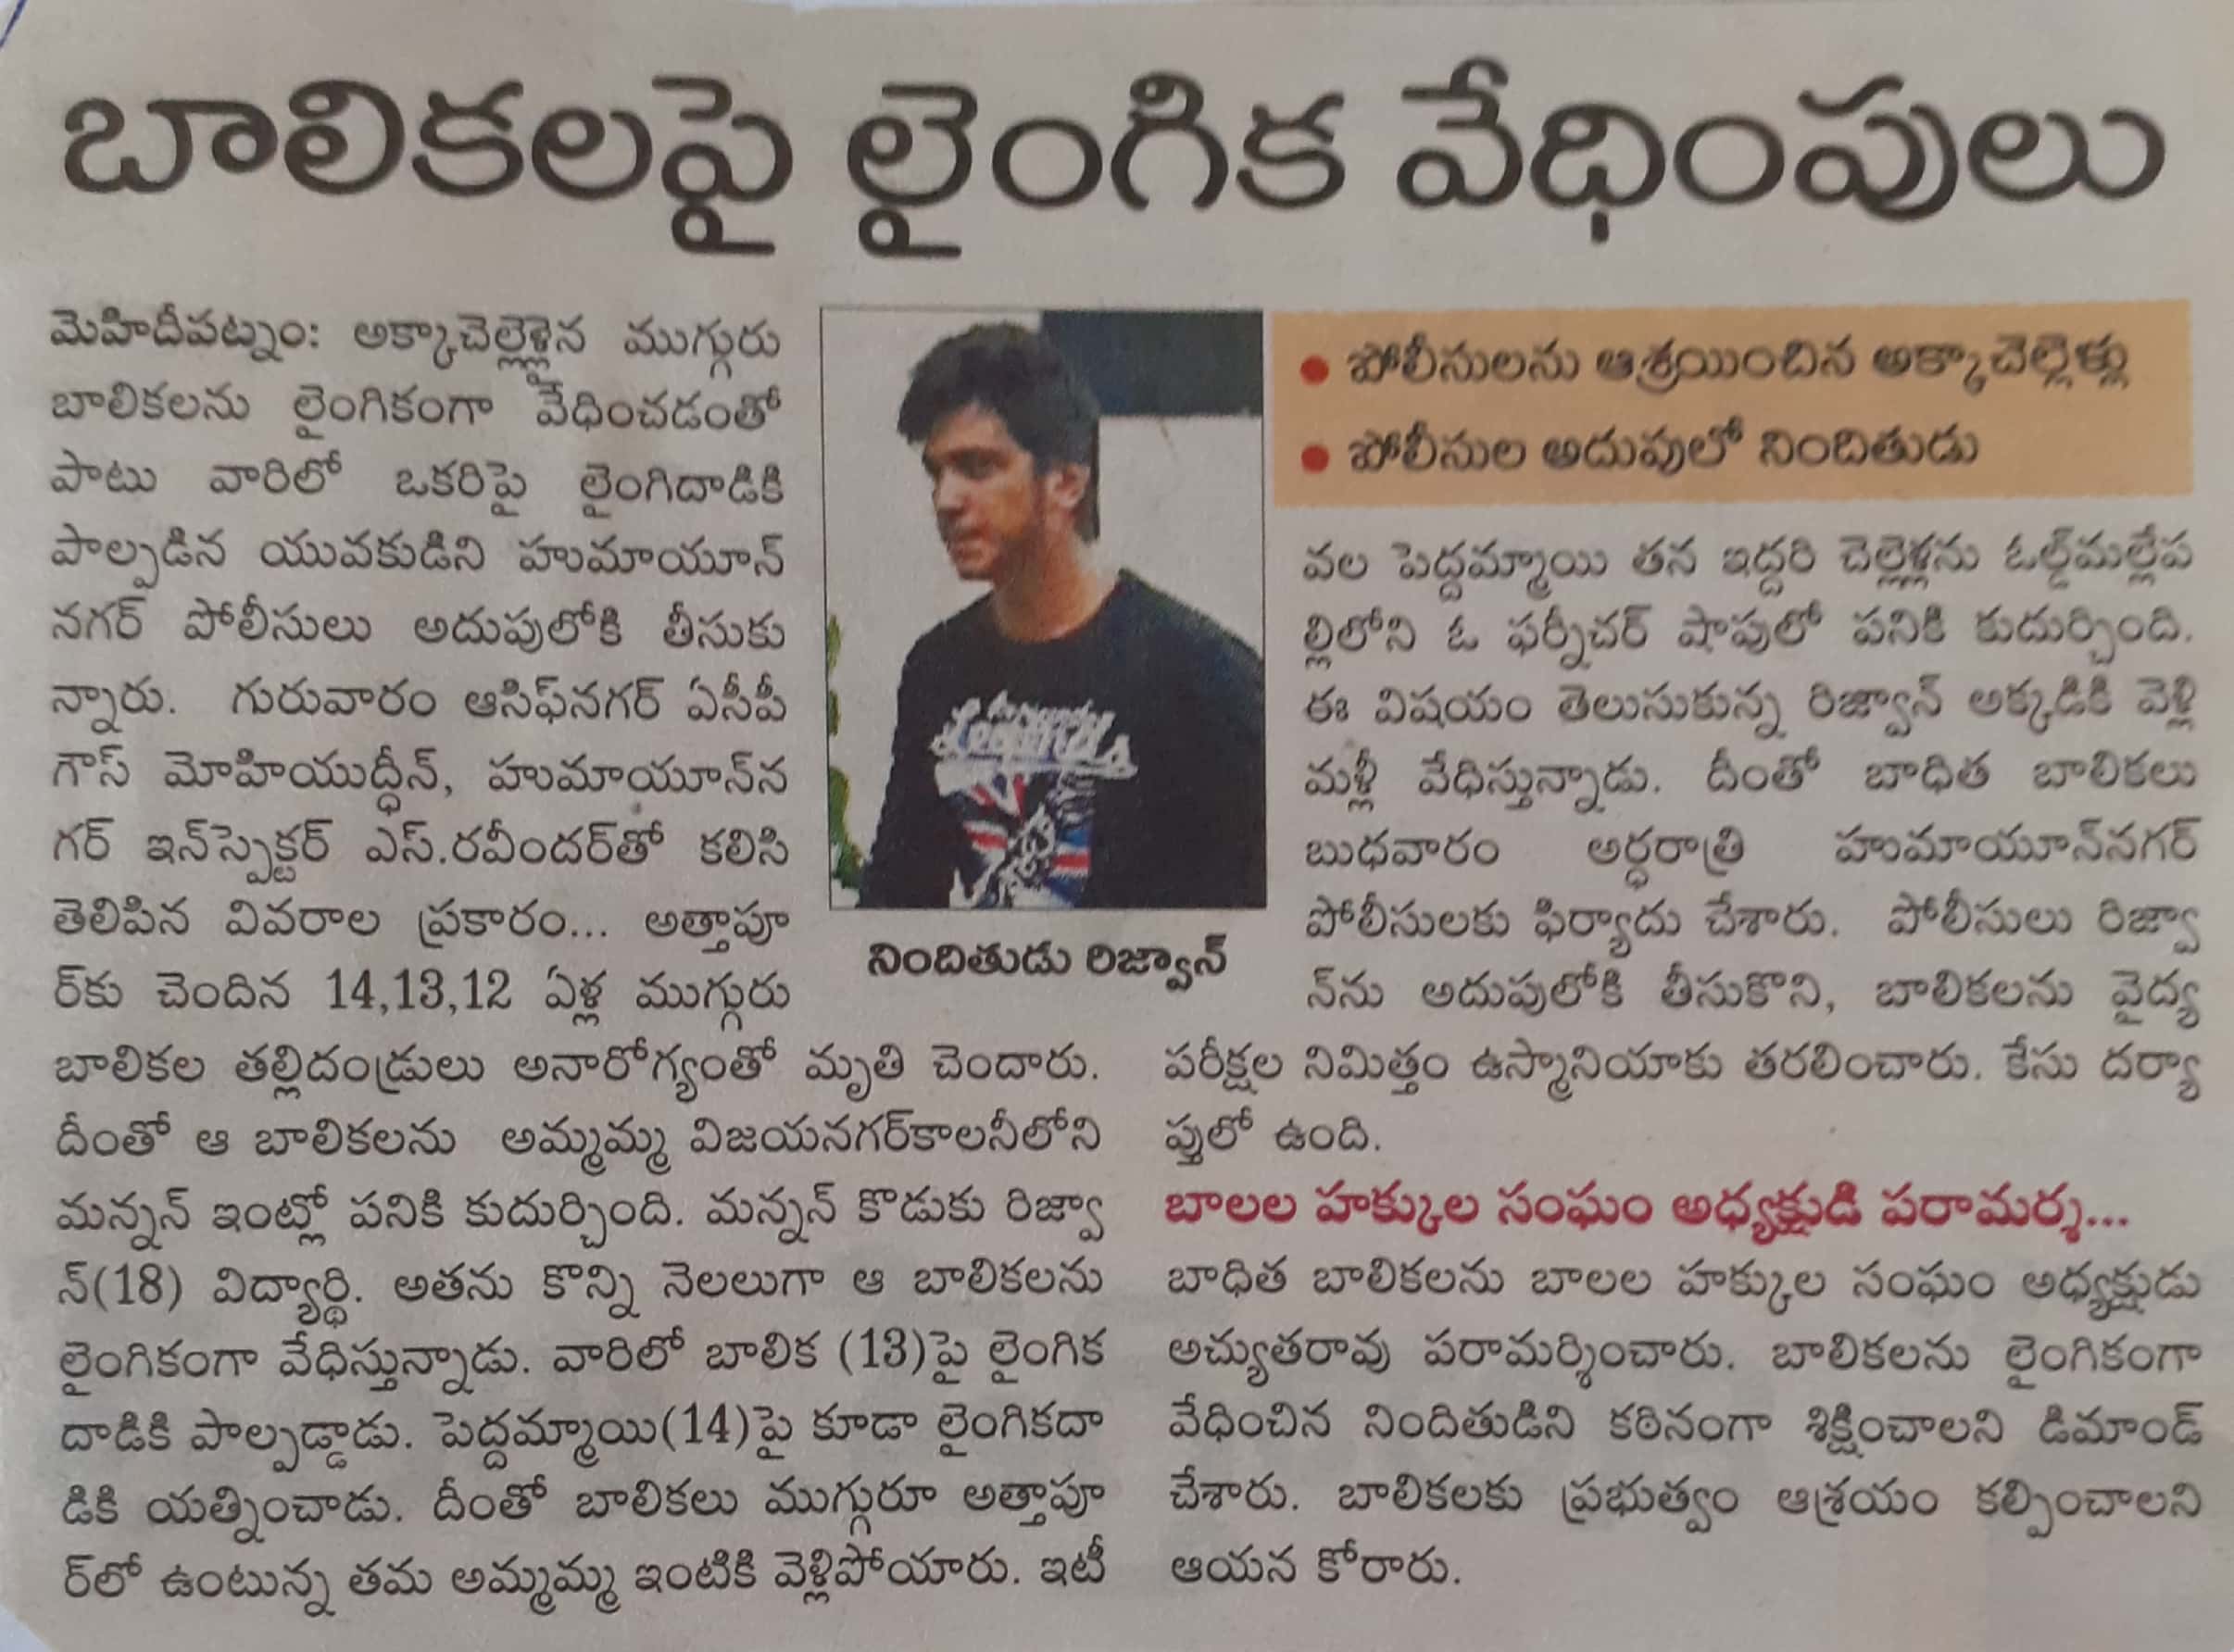 బాలికలపై లైంగిక వేధింపులు
మెహిదీపట్నం: అక్కాచెల్లెళ్లైన ముగ్గురు
బాలికలను లైంగికంగా వేధించడంతో
పాటు వారిలో ఒకరిపై లైంగిదాడికి
పాల్పడిన యువకుడిని హుమాయూన్
నగర్ పోలీసులు అదుపులోకి తీసుకు
న్నారు. గురువారం ఆసిఫ్‌నగర్ ఏసీపీ
గౌస్ మోహియుద్ధీన్, హుమాయూన్‌న
గర్ ఇన్‌స్పెక్టర్ ఎస్.రవీందర్‌తో కలిసి
తెలిపిన వివరాల ప్రకారం... అత్తాపూ
ర్‌కు చెందిన 14,13,12 ఏళ్ల ముగ్గురు
బాలికల తల్లిదండ్రులు అనారోగ్యంతో మృతి చెందారు.
దీంతో ఆ బాలికలను అమ్మమ్మ విజయనగర్‌కాలనీలోని
మన్నన్ ఇంట్లో పనికి కుదుర్చింది. మన్నన్ కొడుకు రిజ్వా
న్(18) విద్యార్థి. అతను కొన్ని నెలలుగా ఆ బాలికలను
లైంగికంగా వేధిస్తున్నాడు. వారిలో బాలిక (13)పై లైంగిక
దాడికి పాల్పడ్డాడు. పెద్దమ్మాయి(14)పై కూడా లైంగికదా
డికి యత్నించాడు. దీంతో బాలికలు ముగ్గురూ అత్తాపూ
ర్‌లో ఉంటున్న తమ అమ్మమ్మ ఇంటికి వెళ్లిపోయారు. ఇటీ
నిందితుడు రిజ్వాన్
• పోలీసులను ఆశ్రయించిన అక్కాచెల్లెళ్లు
• పోలీసుల అదుపులో నిందితుడు
వల పెద్దమ్మాయి తన ఇద్దరి చెల్లెళ్లను ఓల్డ్‌మల్లేప
ల్లిలోని ఓ ఫర్నీచర్ షాపులో పనికి కుదుర్చింది.
ఈ విషయం తెలుసుకున్న రిజ్వాన్ అక్కడికి వెళ్లి
మళ్లీ వేధిస్తున్నాడు. దీంతో బాధిత బాలికలు
బుధవారం అర్ధరాత్రి హుమాయూన్‌నగర్
పోలీసులకు ఫిర్యాదు చేశారు. పోలీసులు రిజ్వా
న్‌ను అదుపులోకి తీసుకొని, బాలికలను వైద్య
పరీక్షల నిమిత్తం ఉస్మానియాకు తరలించారు. కేసు దర్యా
ప్తులో ఉంది.
బాలల హక్కుల సంఘం అధ్యక్షుడి పరామర్శ...
బాధిత బాలికలను బాలల హక్కుల సంఘం అధ్యక్షుడు
అచ్యుతరావు పరామర్శించారు. బాలికలను లైంగికంగా
వేధించిన నిందితుడిని కఠినంగా శిక్షించాలని డిమాండ్
చేశారు. బాలికలకు ప్రభుత్వం ఆశ్రయం కల్పించాలని
ఆయన కోరారు.